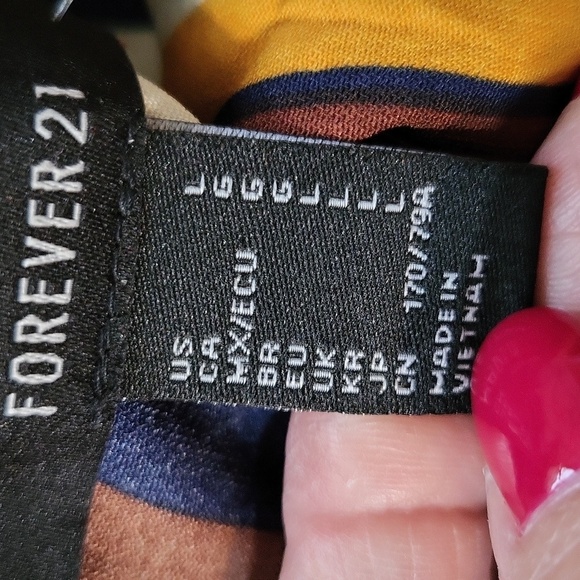 FOREVER 21
US L
CA G
MX/ECU G
BR G
EU L
UK L
KR L
JP L
CN 170/79A
MADE IN
VIETNAM